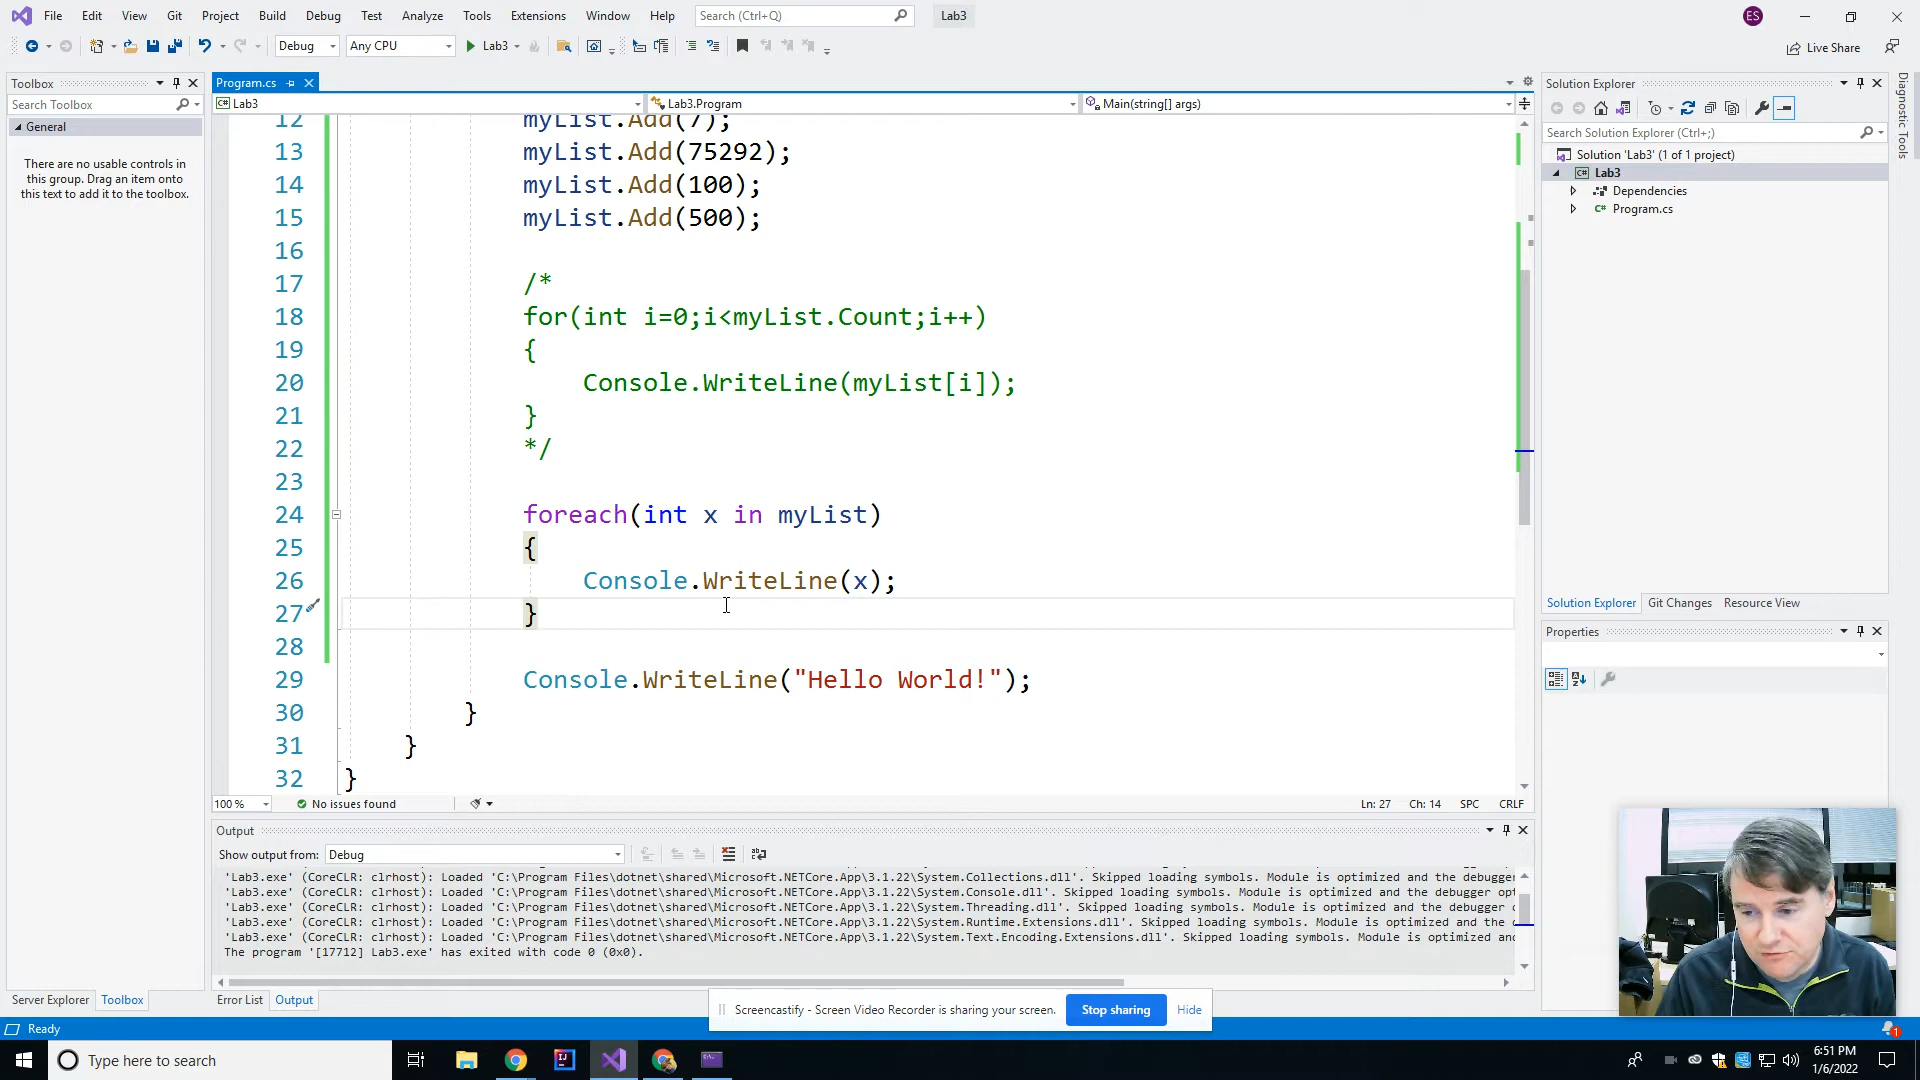 File Edit View Git Project Build Debug Test Analyze Tools Extensions Window Help Search (Ctrl+Q) Lab3 ES
Debug Any CPU Lab3 Live Share
Toolbox
Search Toolbox
General
There are no usable controls in
this group. Drag an item onto
this text to add it to the toolbox.
Program.cs
C# Lab3 Lab3.Program Main(string[] args)
12 myList.Add(7);
13 myList.Add(75292);
14 myList.Add(100);
15 myList.Add(500);
16
17 /*
18 for(int i=0;i<myList.Count;i++)
19 {
20 Console.WriteLine(myList[i]);
21 }
22 */
23
24 foreach(int x in myList)
25 {
26 Console.WriteLine(x);
27 }
28
29 Console.WriteLine("Hello World!");
30 }
31 }
32 }
100 % No issues found Ln: 27 Ch: 14 SPC CRLF
Output
Show output from: Debug
'Lab3.exe' (CoreCLR: clrhost): Loaded 'C:\Program Files\dotnet\shared\Microsoft.NETCore.App\3.1.22\System.Collections.dll'. Skipped loading symbols. Module is optimized and the debugger
'Lab3.exe' (CoreCLR: clrhost): Loaded 'C:\Program Files\dotnet\shared\Microsoft.NETCore.App\3.1.22\System.Console.dll'. Skipped loading symbols. Module is optimized and the debugger opt
'Lab3.exe' (CoreCLR: clrhost): Loaded 'C:\Program Files\dotnet\shared\Microsoft.NETCore.App\3.1.22\System.Threading.dll'. Skipped loading symbols. Module is optimized and the debugger
'Lab3.exe' (CoreCLR: clrhost): Loaded 'C:\Program Files\dotnet\shared\Microsoft.NETCore.App\3.1.22\System.Runtime.Extensions.dll'. Skipped loading symbols. Module is optimized and the
'Lab3.exe' (CoreCLR: clrhost): Loaded 'C:\Program Files\dotnet\shared\Microsoft.NETCore.App\3.1.22\System.Text.Encoding.Extensions.dll'. Skipped loading symbols. Module is optimized and
The program '[17712] Lab3.exe' has exited with code 0 (0x0).
Server Explorer Toolbox Error List Output
Solution Explorer
Search Solution Explorer (Ctrl+;)
Solution 'Lab3' (1 of 1 project)
C# Lab3
Dependencies
C# Program.cs
Solution Explorer Git Changes Resource View
Properties
Diagnostic Tools
Screencastify - Screen Video Recorder is sharing your screen. Stop sharing Hide
Ready 1
Type here to search
6:51 PM
1/6/2022